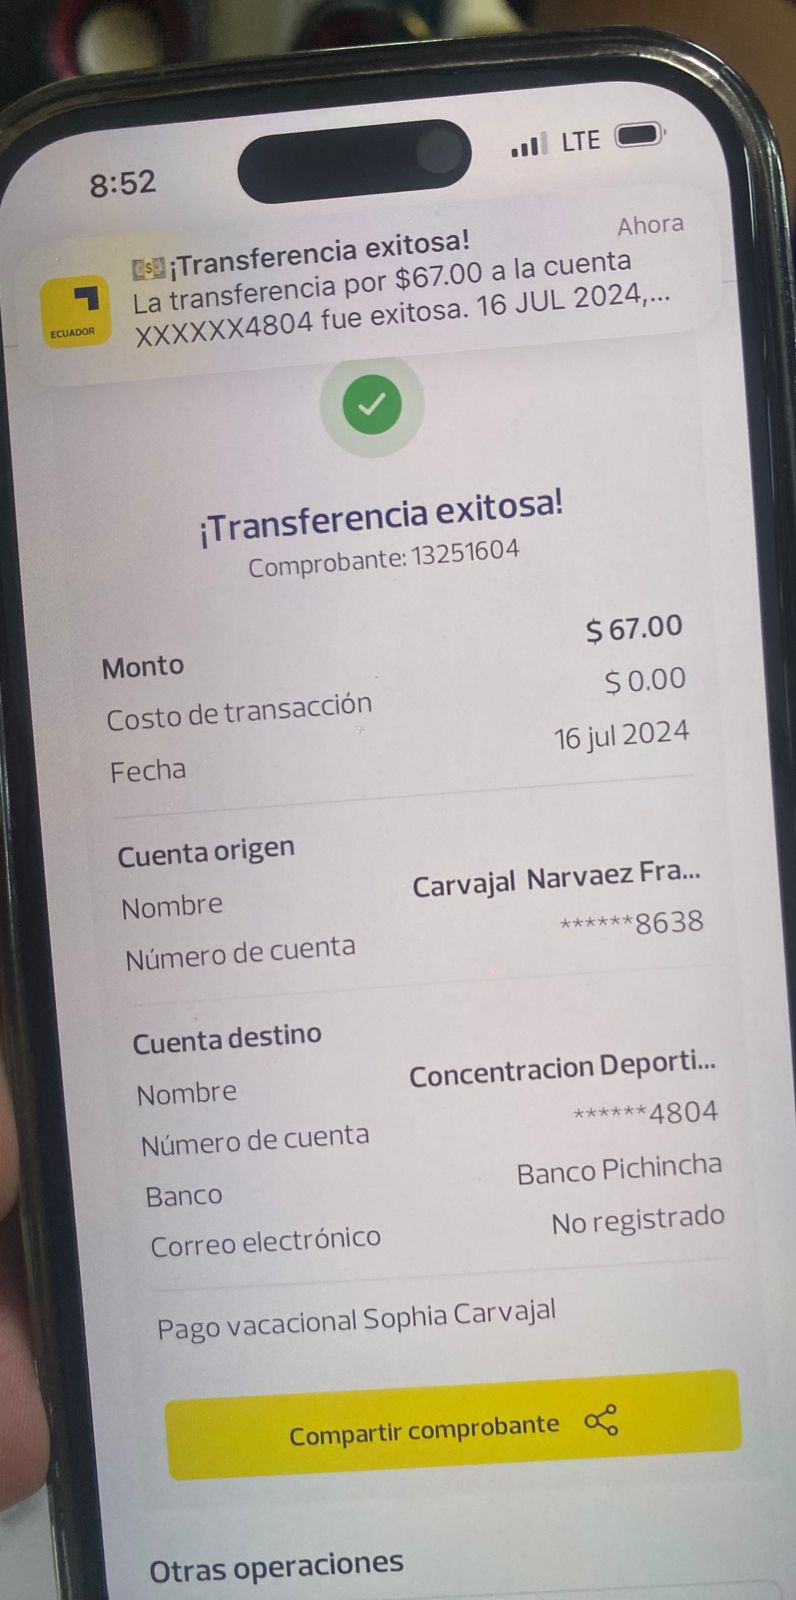 8:52
LTE
¡Transferencia exitosa!
Ahora
La transferencia por $67.00 a la cuenta
XXXXXX4804 fue exitosa. 16 JUL 2024,...
ECUADOR
¡Transferencia exitosa!
Comprobante: 13251604
Monto $ 67.00
Costo de transacción $ 0.00
Fecha 16 jul 2024
Cuenta origen
Nombre Carvajal Narvaez Fra...
Número de cuenta ******8638
Cuenta destino
Nombre Concentracion Deporti...
Número de cuenta ******4804
Banco Banco Pichincha
Correo electrónico No registrado
Pago vacacional Sophia Carvajal
Compartir comprobante
Otras operaciones